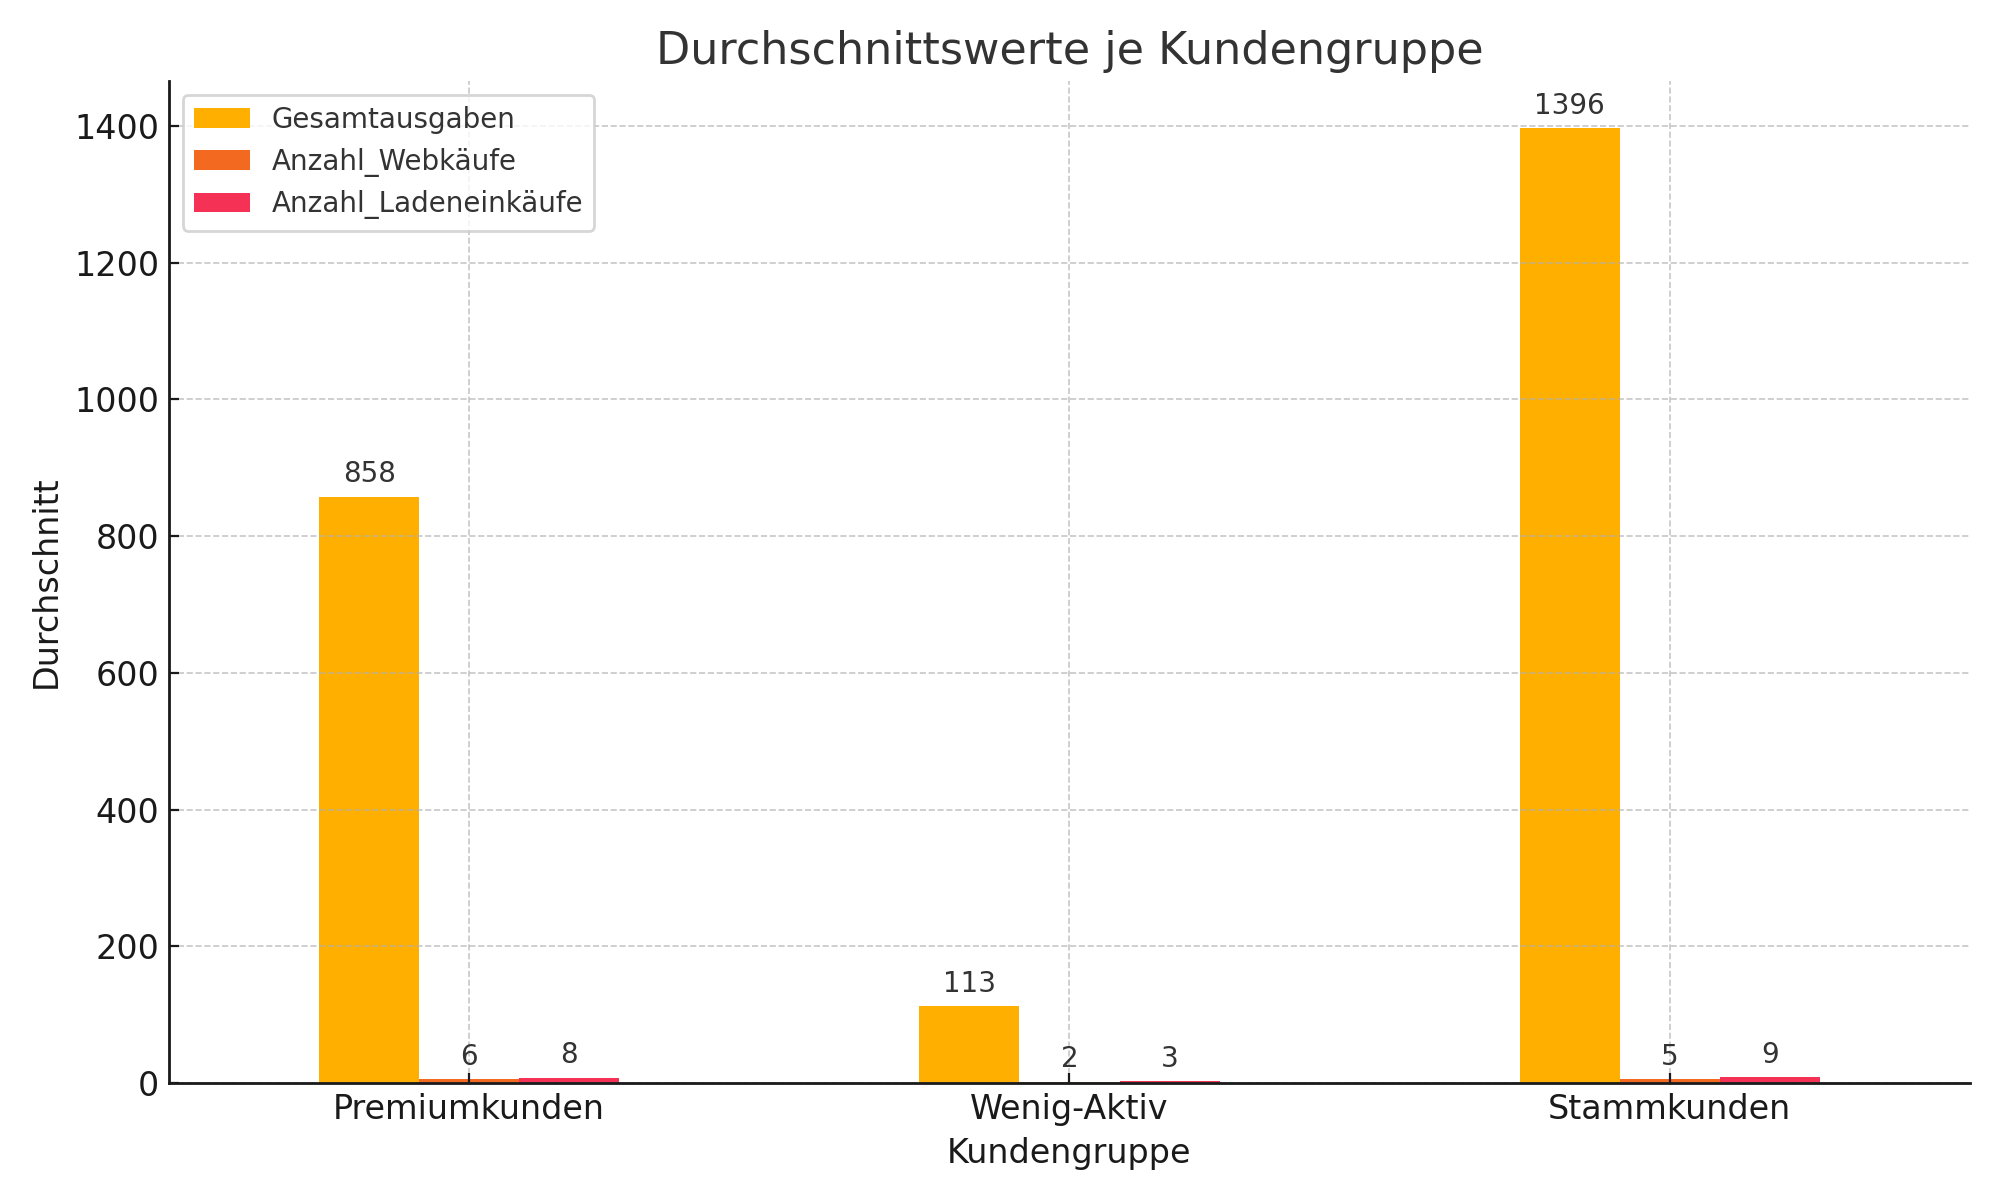 Durchschnittswerte je Kundengruppe
Gesamtausgaben
Anzahl_Webkäufe
Anzahl_Ladeneinkäufe
1400
1200
1000
800
600
400
200
0
Durchschnitt
858
6
8
113
2
3
1396
5
9
Premiumkunden
Wenig-Aktiv
Stammkunden
Kundengruppe